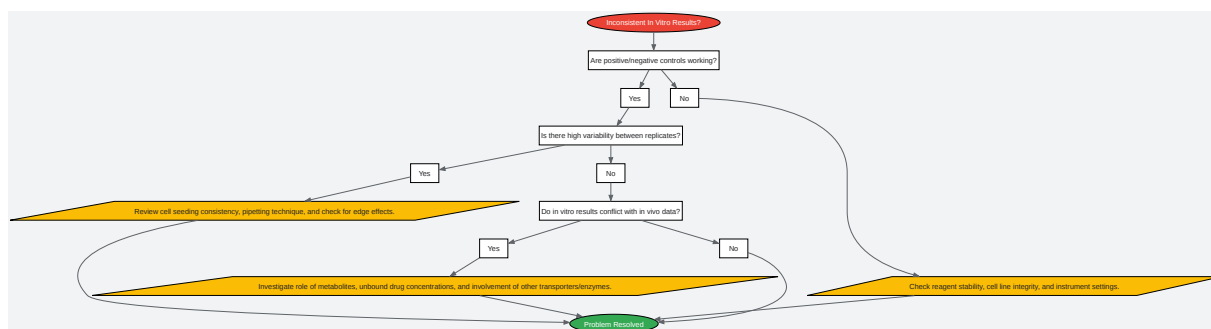 Inconsistent In Vitro Results?
Are positive/negative controls working?
Yes
No
Is there high variability between replicates?
Yes
No
Review cell seeding consistency, pipetting technique, and check for edge effects.
Do in vitro results conflict with in vivo data?
Yes
No
Investigate role of metabolites, unbound drug concentrations, and involvement of other transporters/enzymes.
Check reagent stability, cell line integrity, and instrument settings.
Problem Resolved